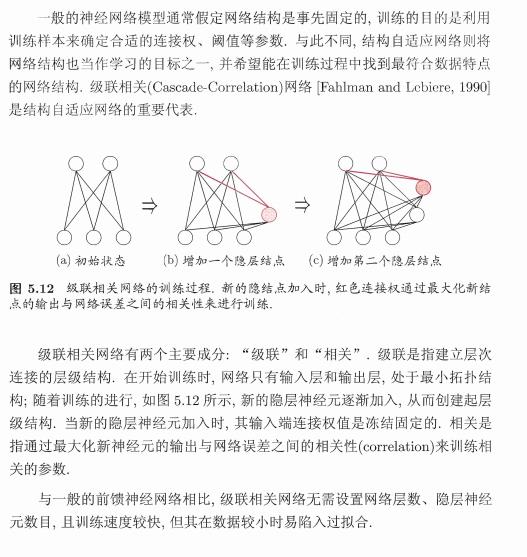 一般的神经网络模型通常假定网络结构是事先固定的, 训练的目的是利用
训练样本来确定合适的连接权、阈值等参数. 与此不同, 结构自适应网络则将
网络结构也当作学习的目标之一, 并希望能在训练过程中找到最符合数据特点
的网络结构. 级联相关(Cascade-Correlation)网络 [Fahlman and Lebiere, 1990]
是结构自适应网络的重要代表.
(a) 初始状态
(b) 增加一个隐层结点
(c) 增加第二个隐层结点
图 5.12 级联相关网络的训练过程. 新的隐结点加入时, 红色连接权通过最大化新结
点的输出与网络误差之间的相关性来进行训练.
级联相关网络有两个主要成分: “级联”和“相关”. 级联是指建立层次
连接的层级结构. 在开始训练时, 网络只有输入层和输出层, 处于最小拓扑结
构; 随着训练的进行, 如图 5.12 所示, 新的隐层神经元逐渐加入, 从而创建起层
级结构. 当新的隐层神经元加入时, 其输入端连接权值是冻结固定的. 相关是
指通过最大化新神经元的输出与网络误差之间的相关性(correlation)来训练相
关的参数.
与一般的前馈神经网络相比, 级联相关网络无需设置网络层数、隐层神经
元数目, 且训练速度较快, 但其在数据较小时易陷入过拟合.